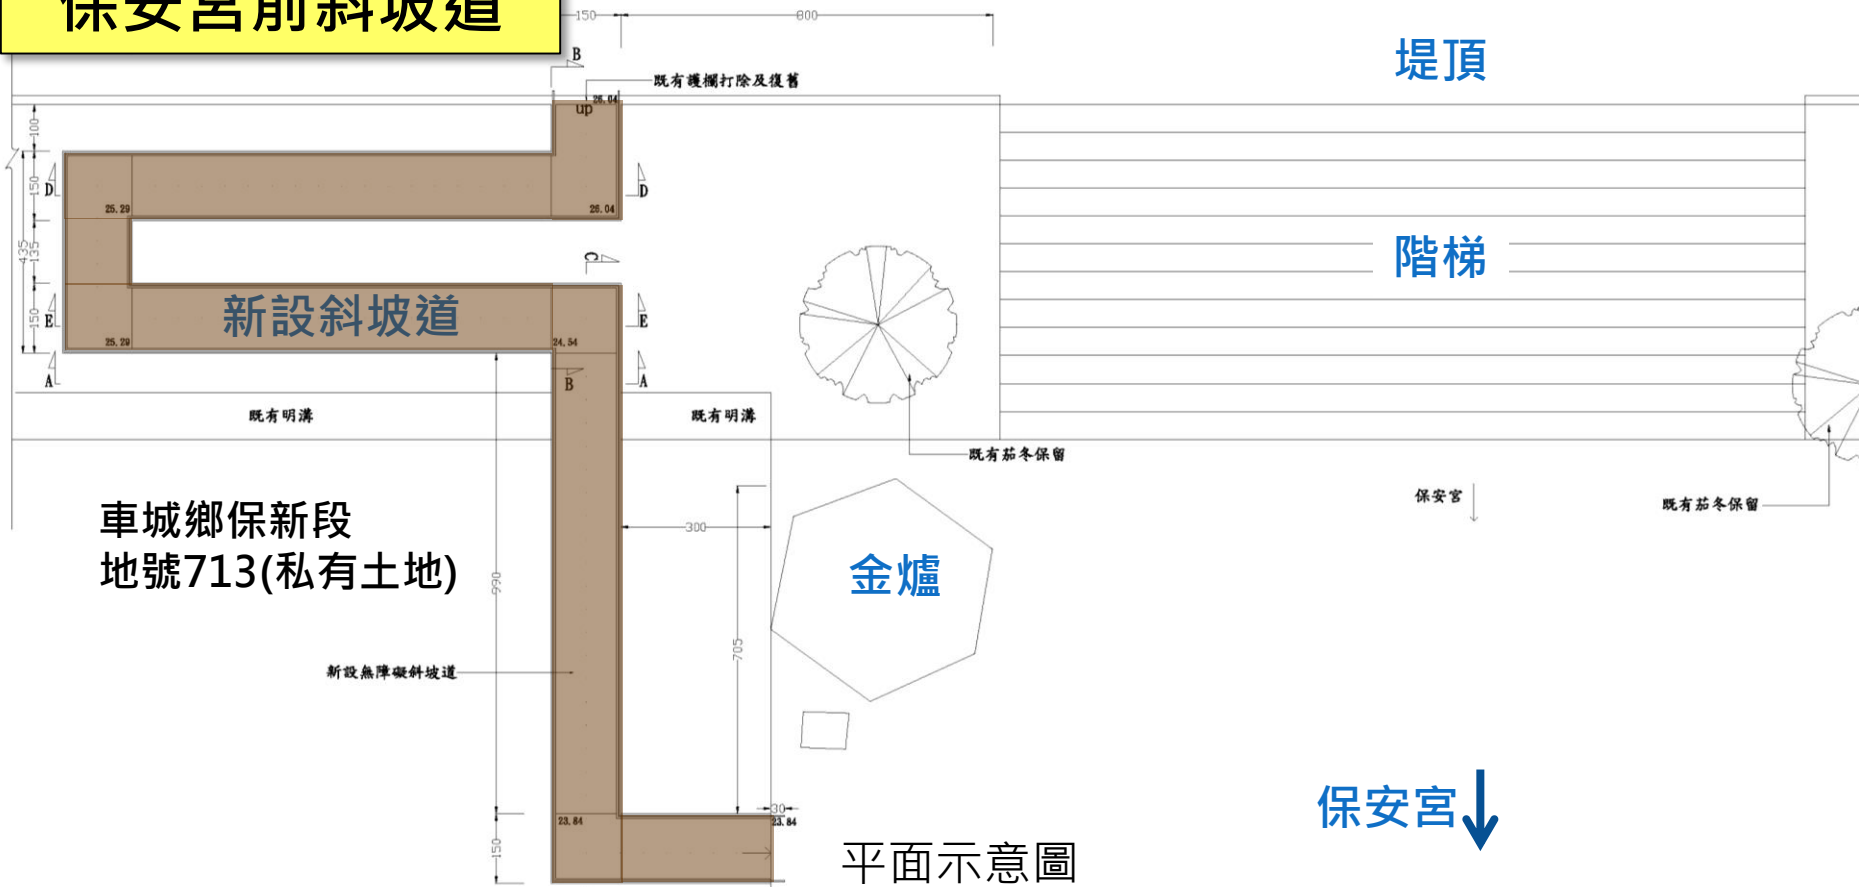 保安宮前斜坡道
150
800
堤頂
B
既有護欄打除及復舊
26.04
up
100
150
D
D
25.29
26.04
435
135
C
階梯
新設斜坡道
150
E
E
25.29
24.54
A
B
A
既有明溝
既有明溝
既有茄冬保留
保安宮
既有茄冬保留
車城鄉保新段
地號713(私有土地)
300
金爐
990
705
新設無障礙斜坡道
30
23.84
23.84
保安宮
150
平面示意圖